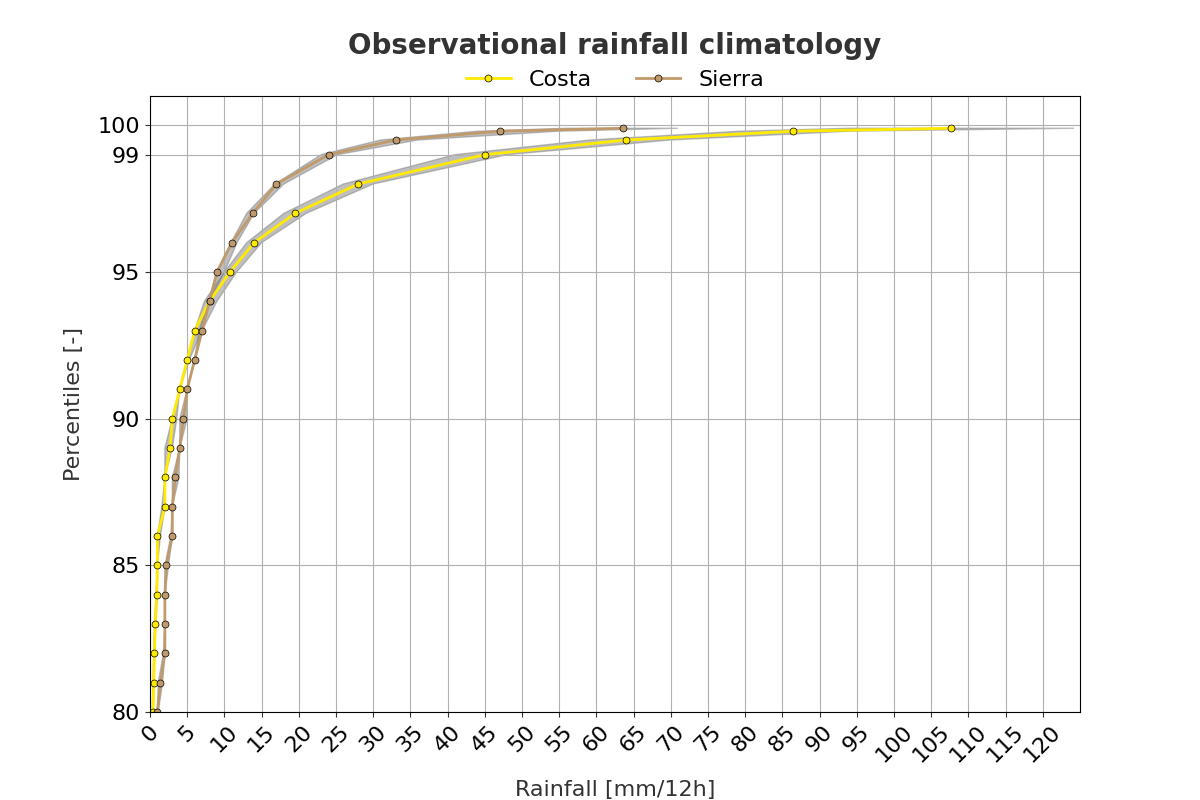 Observational rainfall climatology
Costa Sierra
100
99
95
90
85
80
Percentiles [-]
0 5 10 15 20 25 30 35 40 45 50 55 60 65 70 75 80 85 90 95 100 105 110 115 120
Rainfall [mm/12h]